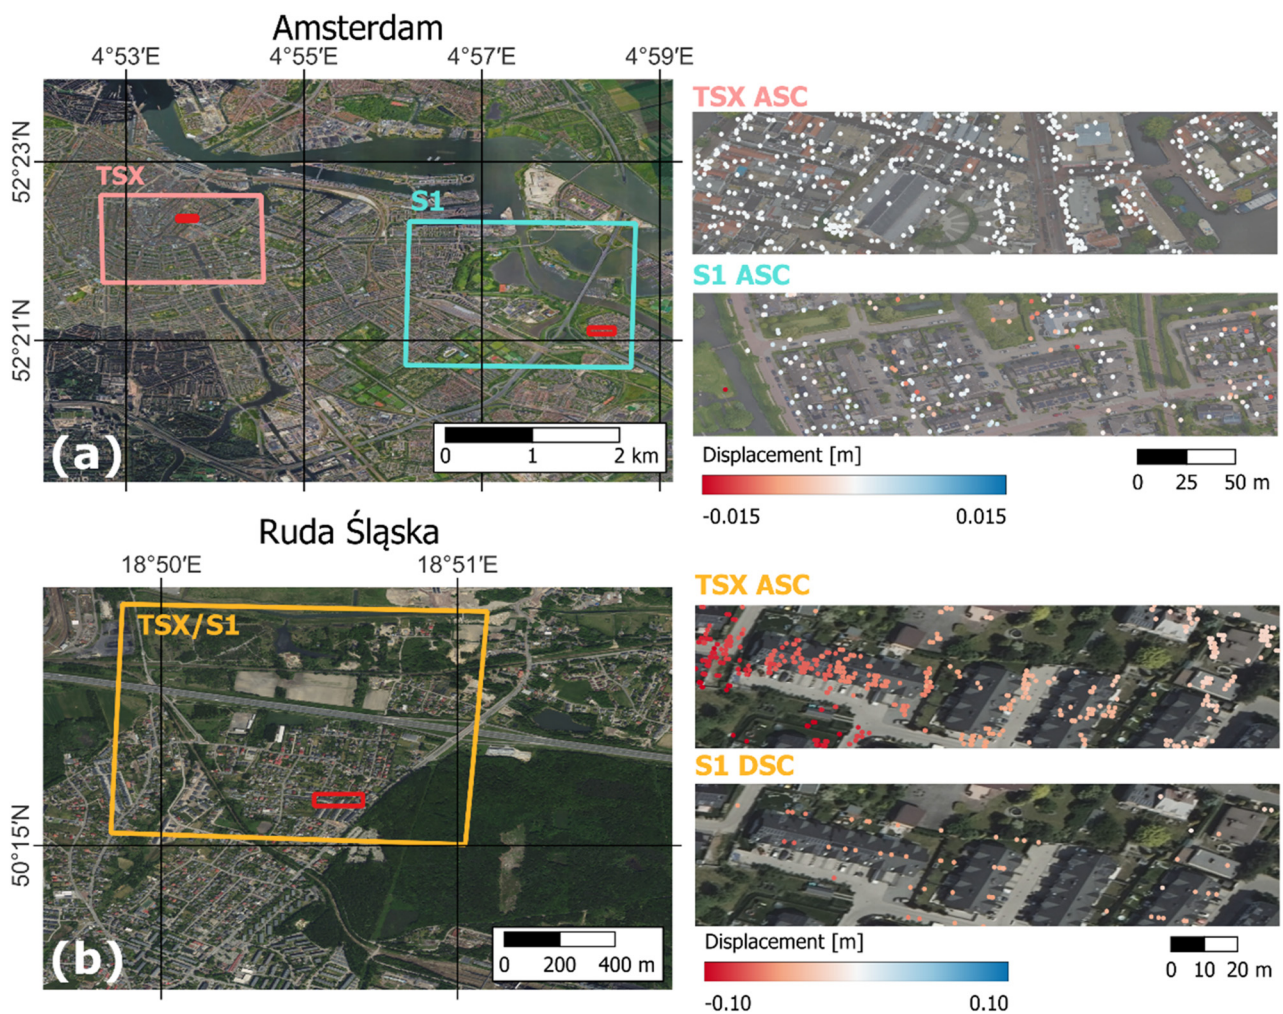 Amsterdam
4°53′E 4°55′E 4°57′E 4°59′E
52°23′N
52°21′N
TSX
S1
(a)
0 1 2 km
TSX ASC
S1 ASC
Displacement [m]
-0.015 0.015
0 25 50 m
Ruda Śląska
18°50′E 18°51′E
50°15′N
TSX/S1
(b)
0 200 400 m
TSX ASC
S1 DSC
Displacement [m]
-0.10 0.10
0 10 20 m